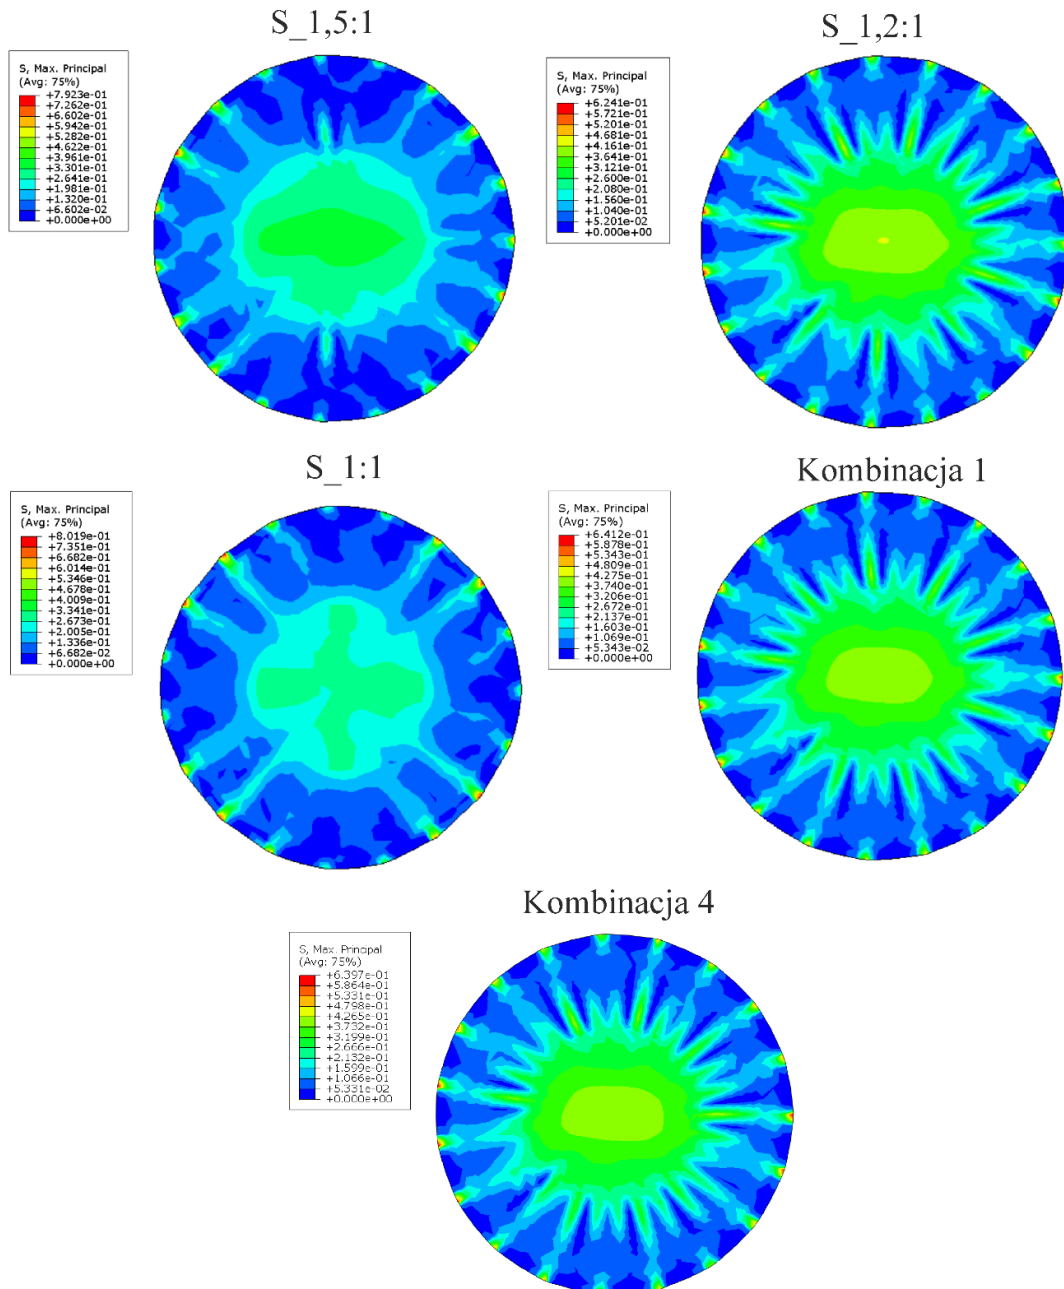 S_1,5:1
S, Max. Principal
(Avg: 75%)
+7.923e-01
+7.262e-01
+6.602e-01
+5.942e-01
+5.282e-01
+4.622e-01
+3.961e-01
+3.301e-01
+2.641e-01
+1.981e-01
+1.320e-01
+6.602e-02
+0.000e+00
S_1,2:1
S, Max. Principal
(Avg: 75%)
+6.241e-01
+5.721e-01
+5.201e-01
+4.681e-01
+4.161e-01
+3.641e-01
+3.121e-01
+2.600e-01
+2.080e-01
+1.560e-01
+1.040e-01
+5.201e-02
+0.000e+00
S_1:1
S, Max. Principal
(Avg: 75%)
+8.019e-01
+7.351e-01
+6.682e-01
+6.014e-01
+5.346e-01
+4.678e-01
+4.009e-01
+3.341e-01
+2.673e-01
+2.005e-01
+1.336e-01
+6.682e-02
+0.000e+00
Kombinacja 1
S, Max. Principal
(Avg: 75%)
+6.412e-01
+5.878e-01
+5.343e-01
+4.809e-01
+4.275e-01
+3.740e-01
+3.206e-01
+2.672e-01
+2.137e-01
+1.603e-01
+1.069e-01
+5.343e-02
+0.000e+00
Kombinacja 4
S, Max. Principal
(Avg: 75%)
+6.397e-01
+5.864e-01
+5.331e-01
+4.798e-01
+4.265e-01
+3.732e-01
+3.199e-01
+2.666e-01
+2.132e-01
+1.599e-01
+1.066e-01
+5.331e-02
+0.000e+00